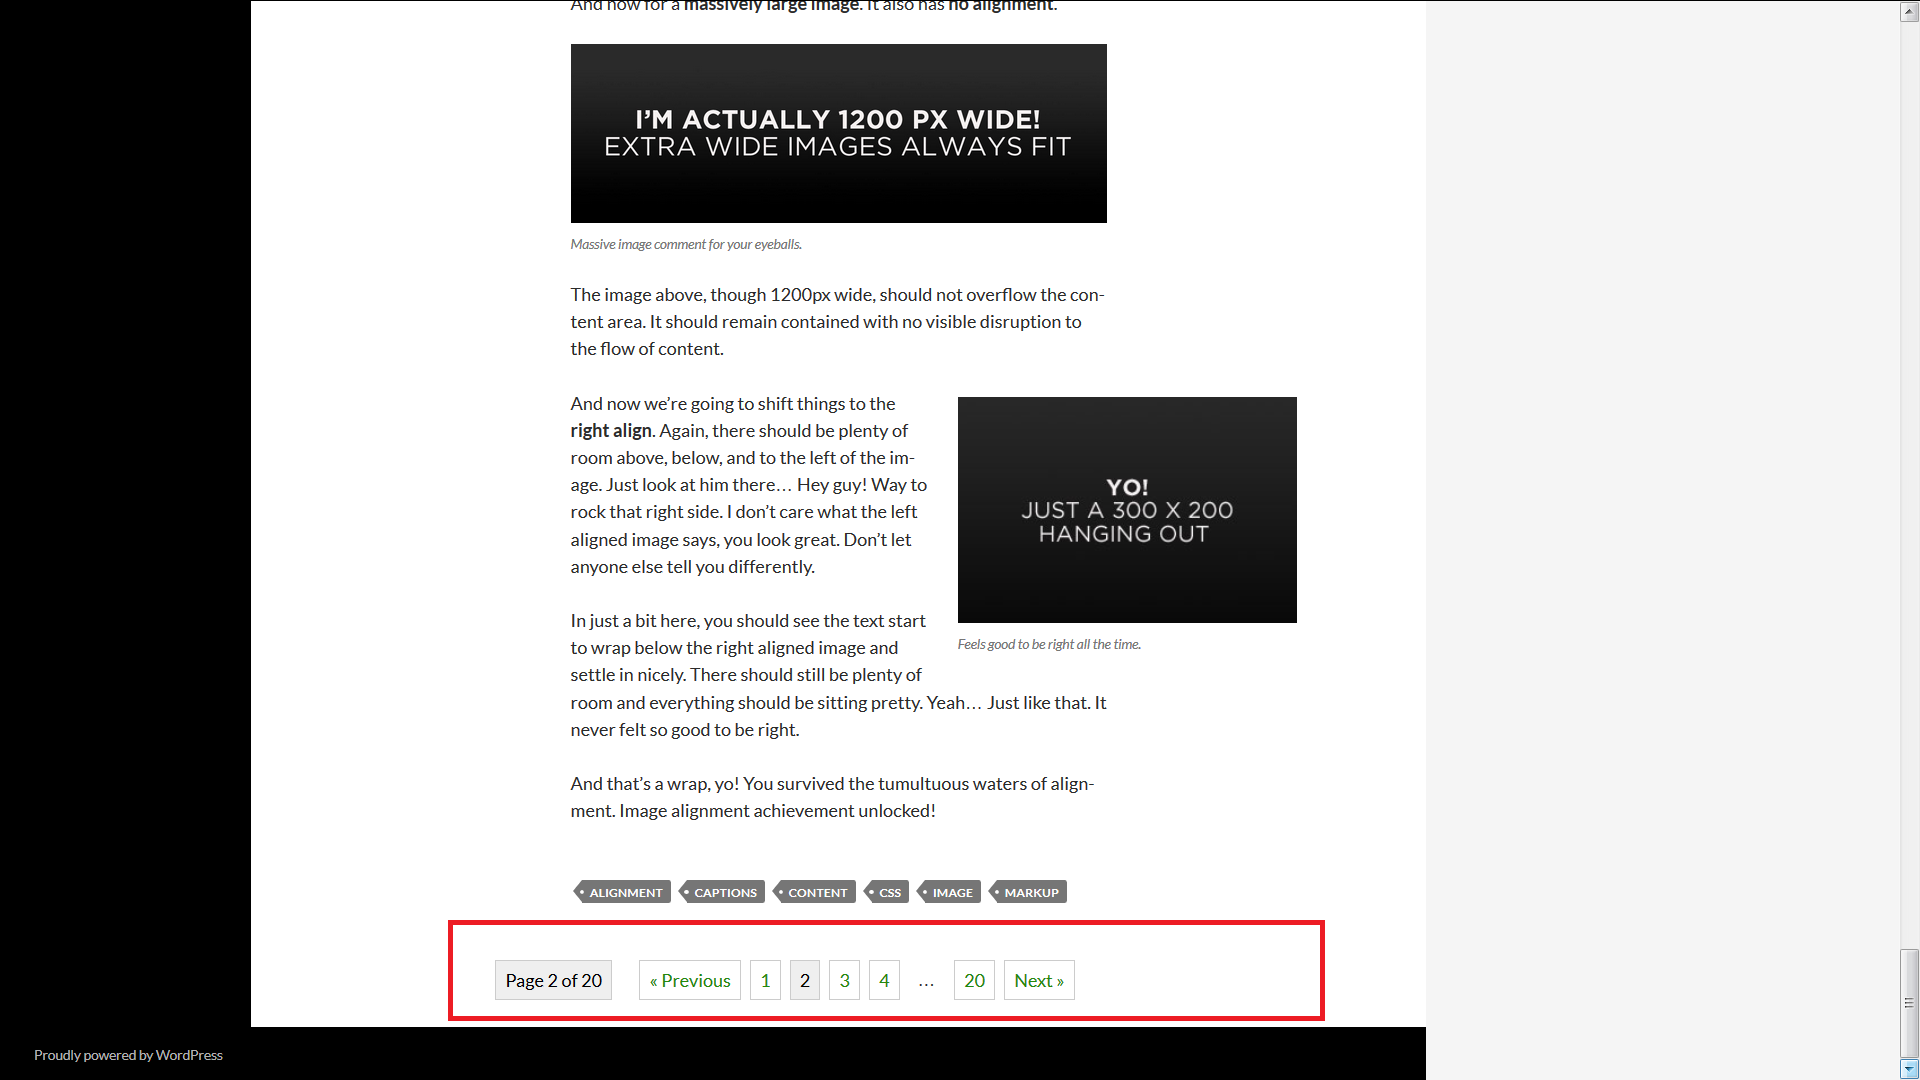 And now for a massively large image. It also has no alignment.
I’M ACTUALLY 1200 PX WIDE!
EXTRA WIDE IMAGES ALWAYS FIT
Massive image comment for your eyeballs.
The image above, though 1200px wide, should not overflow the con-
tent area. It should remain contained with no visible disruption to
the flow of content.
And now we’re going to shift things to the
right align. Again, there should be plenty of
room above, below, and to the left of the im-
age. Just look at him there… Hey guy! Way to
rock that right side. I don’t care what the left
aligned image says, you look great. Don’t let
anyone else tell you differently.
YO!
JUST A 300 X 200
HANGING OUT
Feels good to be right all the time.
In just a bit here, you should see the text start
to wrap below the right aligned image and
settle in nicely. There should still be plenty of
room and everything should be sitting pretty. Yeah… Just like that. It
never felt so good to be right.
And that’s a wrap, yo! You survived the tumultuous waters of align-
ment. Image alignment achievement unlocked!
ALIGNMENT CAPTIONS CONTENT CSS IMAGE MARKUP
Page 2 of 20 « Previous 1 2 3 4 … 20 Next »
Proudly powered by WordPress